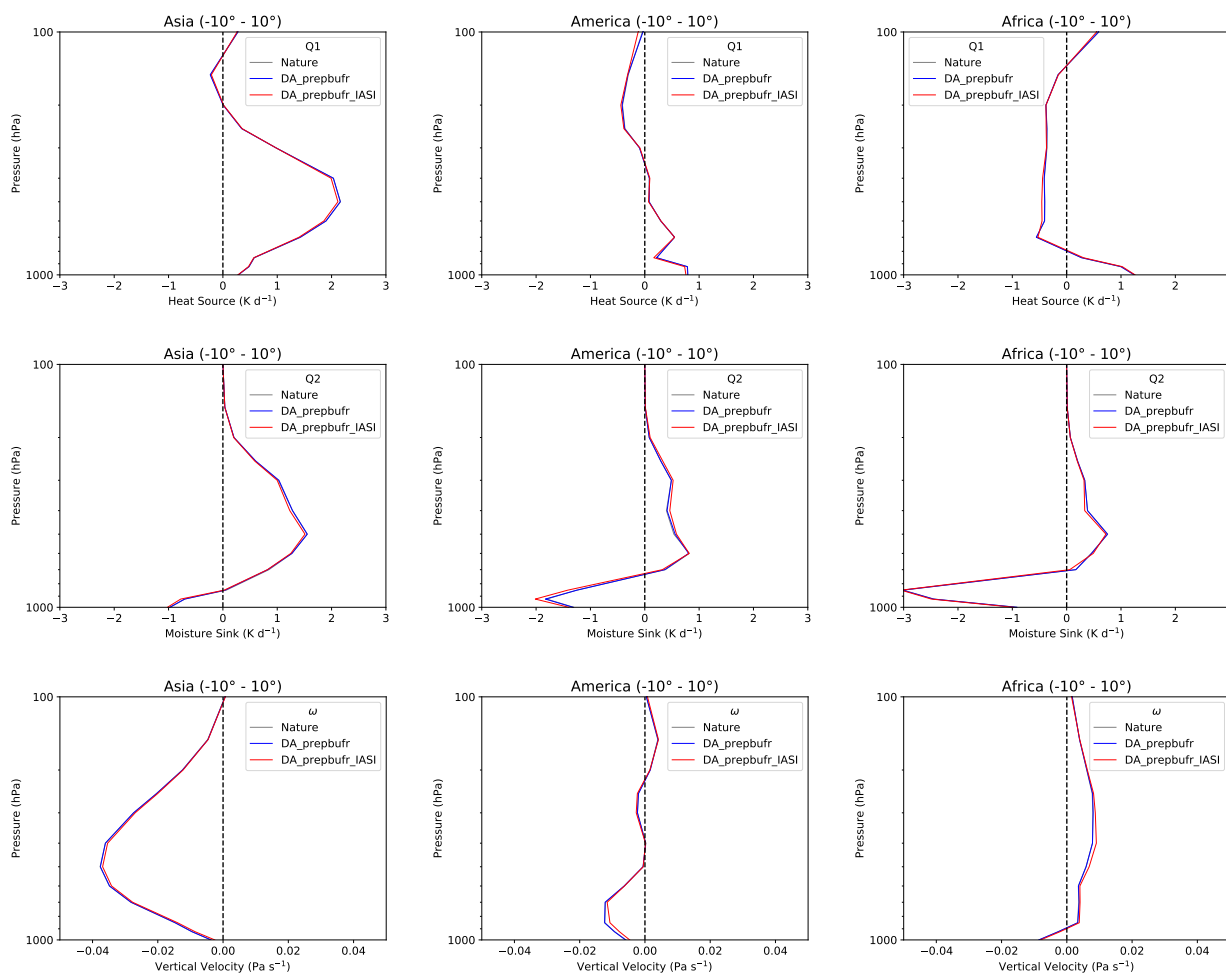 Asia (-10° - 10°)
Q1
Nature
DA_prepbufr
DA_prepbufr_IASI
100
1000
Pressure (hPa)
−3 −2 −1 0 1 2 3
Heat Source (K d⁻¹)
America (-10° - 10°)
Q1
Nature
DA_prepbufr
DA_prepbufr_IASI
100
1000
Pressure (hPa)
−3 −2 −1 0 1 2 3
Heat Source (K d⁻¹)
Africa (-10° - 10°)
Q1
Nature
DA_prepbufr
DA_prepbufr_IASI
100
1000
Pressure (hPa)
−3 −2 −1 0 1 2
Heat Source (K d⁻¹)
Asia (-10° - 10°)
Q2
Nature
DA_prepbufr
DA_prepbufr_IASI
100
1000
Pressure (hPa)
−3 −2 −1 0 1 2 3
Moisture Sink (K d⁻¹)
America (-10° - 10°)
Q2
Nature
DA_prepbufr
DA_prepbufr_IASI
100
1000
Pressure (hPa)
−3 −2 −1 0 1 2 3
Moisture Sink (K d⁻¹)
Africa (-10° - 10°)
Q2
Nature
DA_prepbufr
DA_prepbufr_IASI
100
1000
Pressure (hPa)
−3 −2 −1 0 1 2
Moisture Sink (K d⁻¹)
Asia (-10° - 10°)
ω
Nature
DA_prepbufr
DA_prepbufr_IASI
100
1000
Pressure (hPa)
−0.04 −0.02 0.00 0.02 0.04
Vertical Velocity (Pa s⁻¹)
America (-10° - 10°)
ω
Nature
DA_prepbufr
DA_prepbufr_IASI
100
1000
Pressure (hPa)
−0.04 −0.02 0.00 0.02 0.04
Vertical Velocity (Pa s⁻¹)
Africa (-10° - 10°)
ω
Nature
DA_prepbufr
DA_prepbufr_IASI
100
1000
Pressure (hPa)
−0.04 −0.02 0.00 0.02 0.04
Vertical Velocity (Pa s⁻¹)